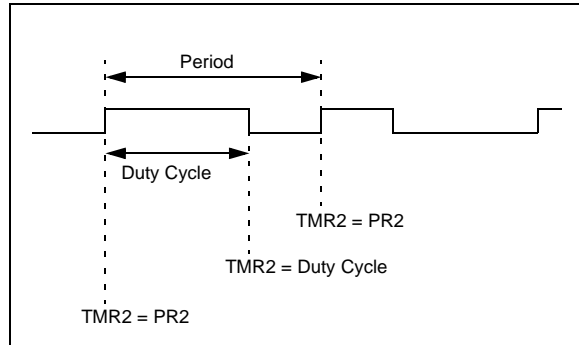 Period
Duty Cycle
TMR2 = PR2
TMR2 = Duty Cycle
TMR2 = PR2